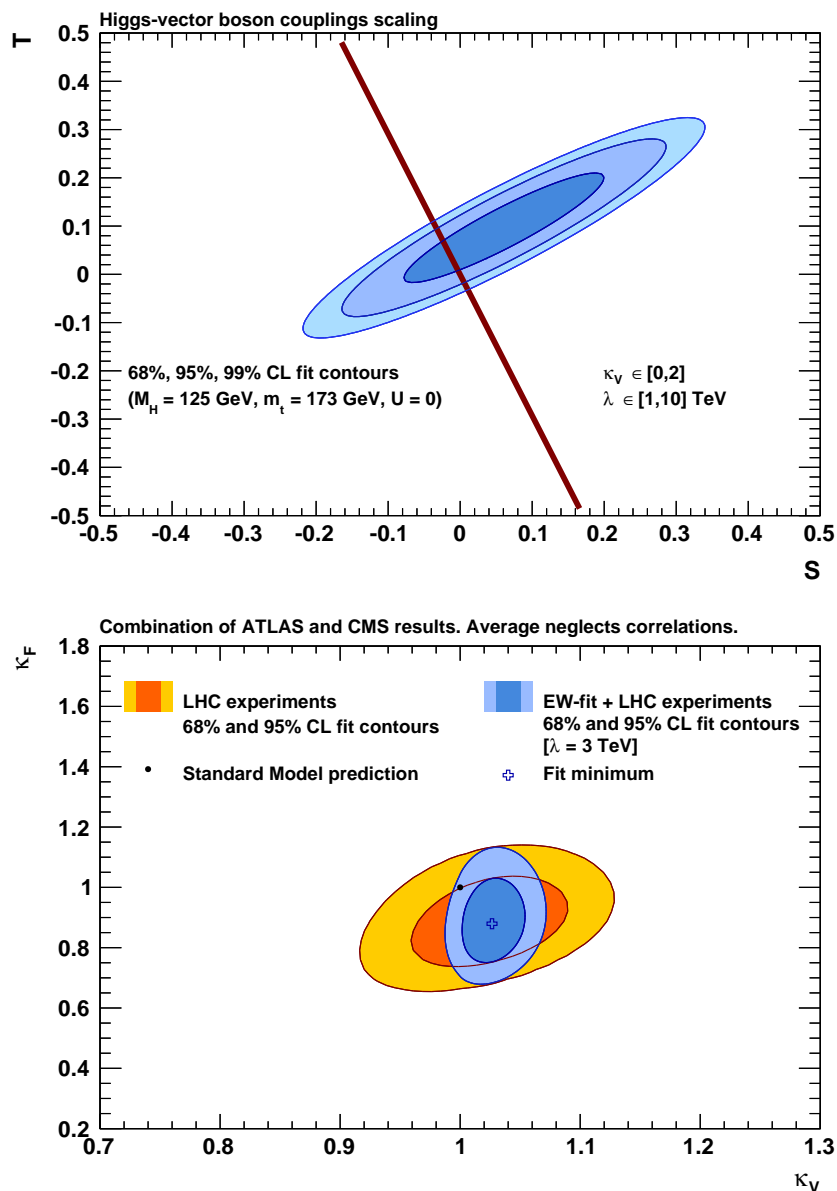 Higgs-vector boson couplings scaling
T
0.5
0.4
0.3
0.2
0.1
0
-0.1
-0.2
-0.3
-0.4
-0.5
68%, 95%, 99% CL fit contours
(M_H = 125 GeV, m_t = 173 GeV, U = 0)
κ_V ∈ [0,2]
λ ∈ [1,10] TeV
-0.5 -0.4 -0.3 -0.2 -0.1 0 0.1 0.2 0.3 0.4 0.5
S
Combination of ATLAS and CMS results. Average neglects correlations.
κ_F
1.8
1.6
1.4
1.2
1
0.8
0.6
0.4
0.2
LHC experiments
68% and 95% CL fit contours
Standard Model prediction
EW-fit + LHC experiments
68% and 95% CL fit contours
[λ = 3 TeV]
Fit minimum
0.7 0.8 0.9 1 1.1 1.2 1.3
κ_V